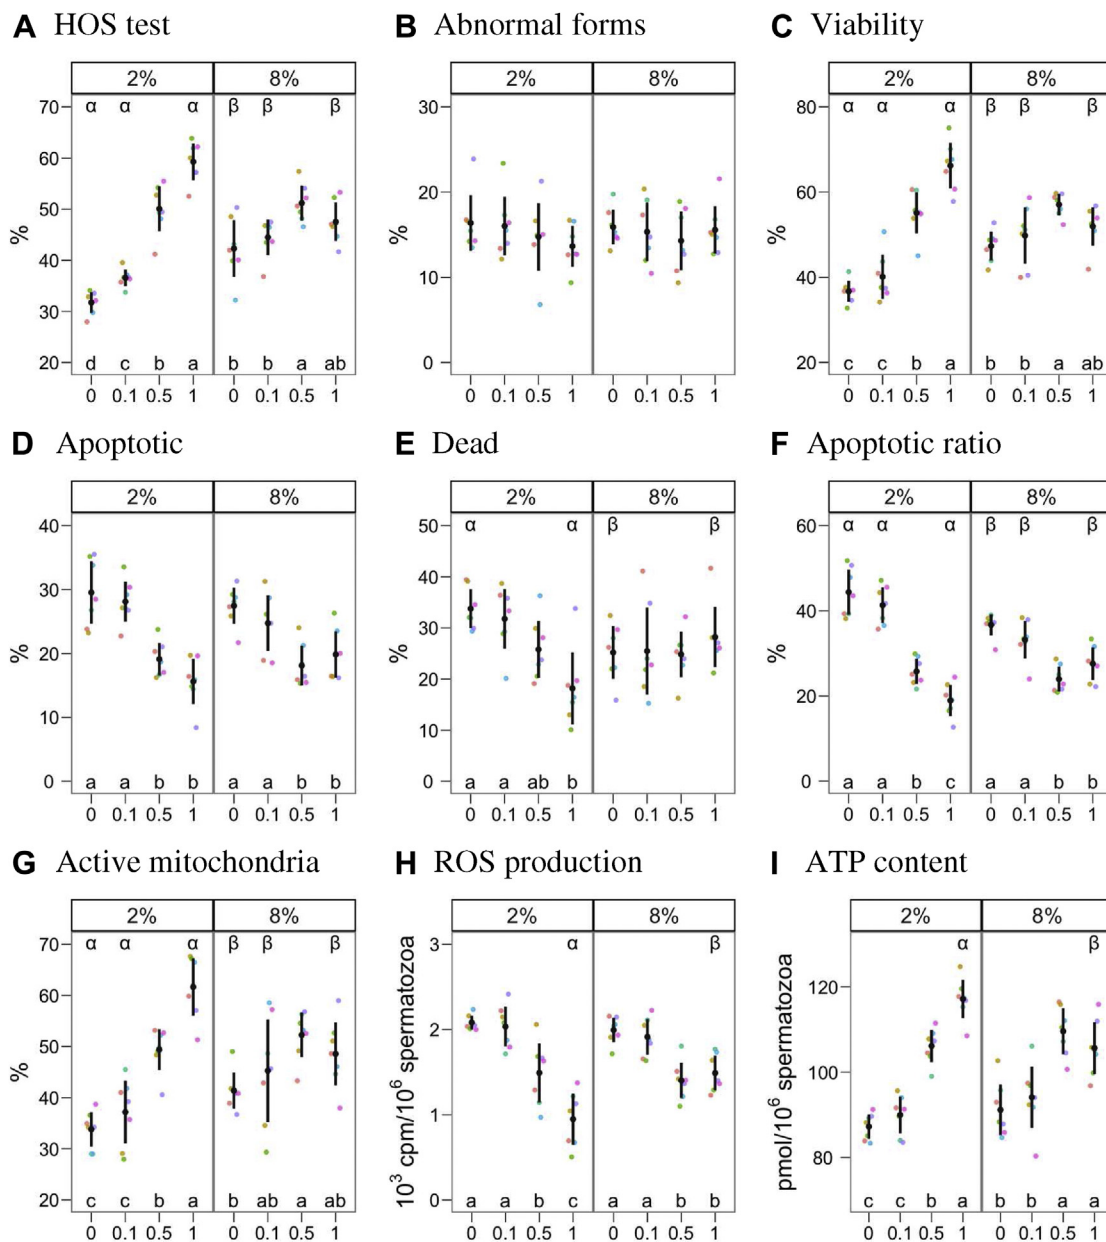 A HOS test B Abnormal forms C Viability
2% 8% 2% 8% 2% 8%
70 α α α β β β 30 80 α α α β β β
60
50 20 60
% % %
40 10 40
30
20 d c b a b b a ab 0 20 c c b a b b a ab
0 0.1 0.5 1 0 0.1 0.5 1 0 0.1 0.5 1 0 0.1 0.5 1 0 0.1 0.5 1 0 0.1 0.5 1
D Apoptotic E Dead F Apoptotic ratio
2% 8% 2% 8% 2% 8%
40 50 α α β β 60 α α α β β β
30 40 40
% 20 % 30 %
20 20
10 10
0 a a b b a a b b 0 a a ab b 0 a a b c a a b b
0 0.1 0.5 1 0 0.1 0.5 1 0 0.1 0.5 1 0 0.1 0.5 1 0 0.1 0.5 1 0 0.1 0.5 1
G Active mitochondria H ROS production I ATP content
2% 8% 2% 8% 2% 8%
70 α α α β β β 3 α β α β
60 120
50 2
% 10³ cpm/10⁶ spermatozoa pmol/10⁶ spermatozoa
40 1 100
30 80
20 c c b a b ab a ab 0 a a b c a a b b c c b a b b a a
0 0.1 0.5 1 0 0.1 0.5 1 0 0.1 0.5 1 0 0.1 0.5 1 0 0.1 0.5 1 0 0.1 0.5 1